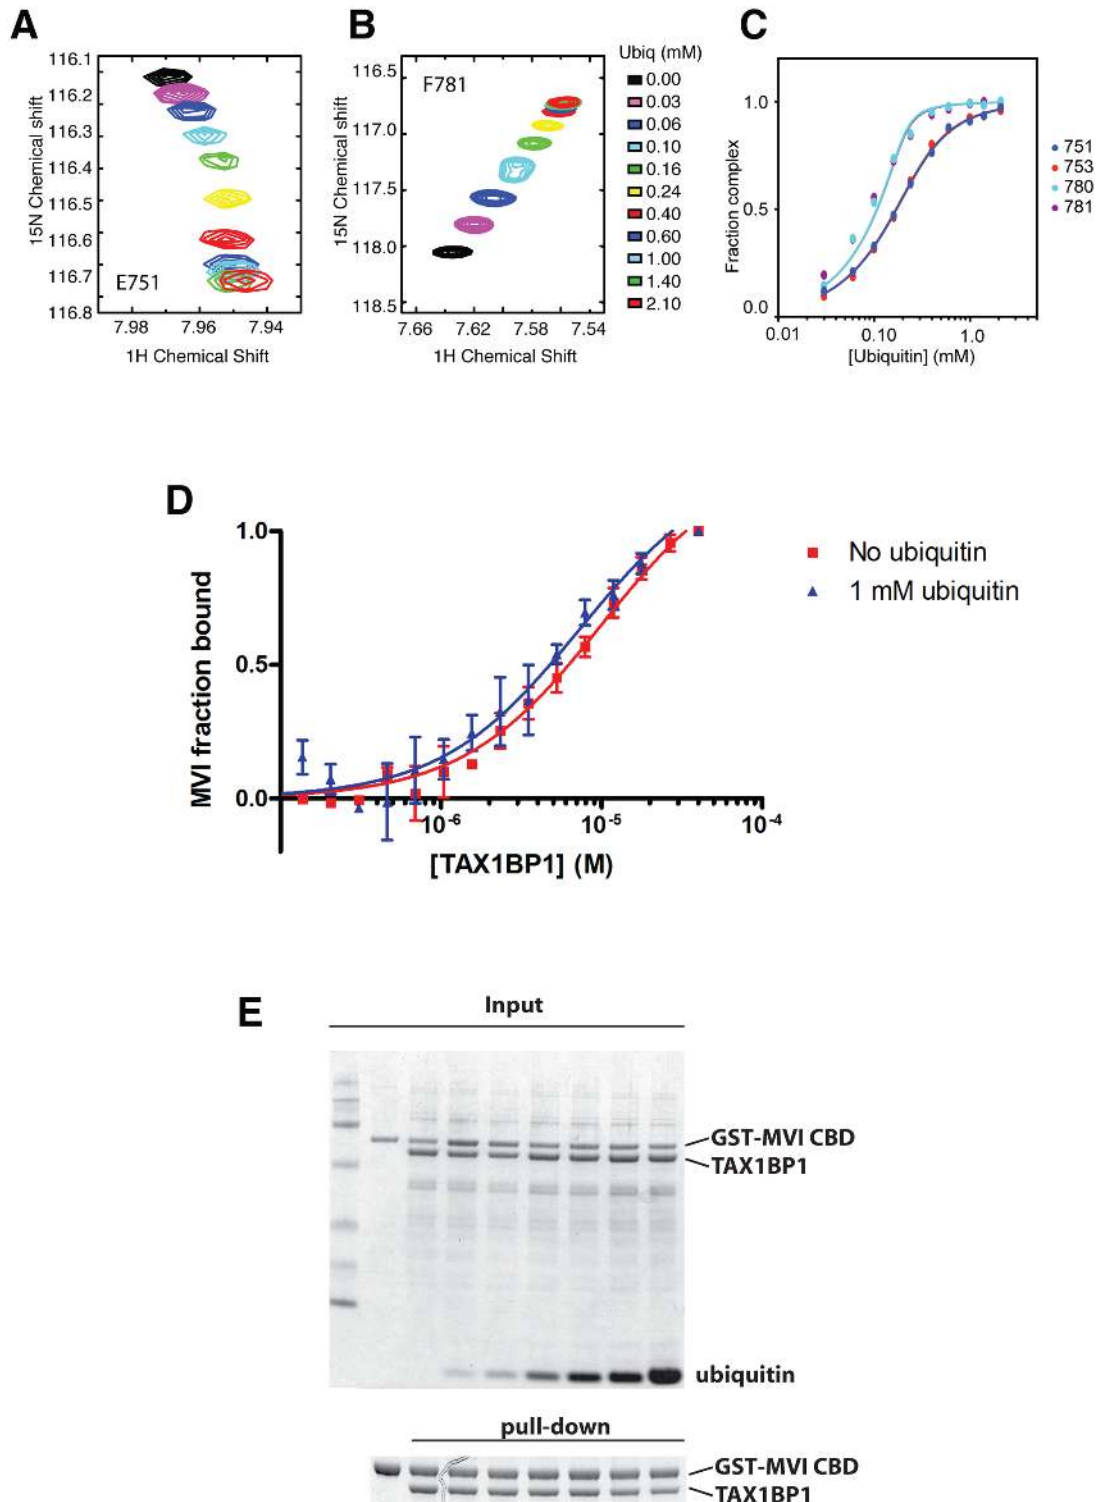 A
116.1
116.2
116.3
116.4
116.5
116.6
116.7
116.8
15N Chemical shift
E751
7.98 7.96 7.94
1H Chemical Shift
B
116.5
117.0
117.5
118.0
118.5
15N Chemical shift
F781
7.66 7.62 7.58 7.54
1H Chemical Shift
Ubiq (mM)
0.00
0.03
0.06
0.10
0.16
0.24
0.40
0.60
1.00
1.40
2.10
C
1.0
0.5
0.0
Fraction complex
0.01 0.10 1.0
[Ubiquitin] (mM)
751
753
780
781
D
1.0
0.5
0.0
MVI fraction bound
10-6 10-5 10-4
[TAX1BP1] (M)
No ubiquitin
1 mM ubiquitin
E
Input
GST-MVI CBD
TAX1BP1
ubiquitin
pull-down
GST-MVI CBD
TAX1BP1